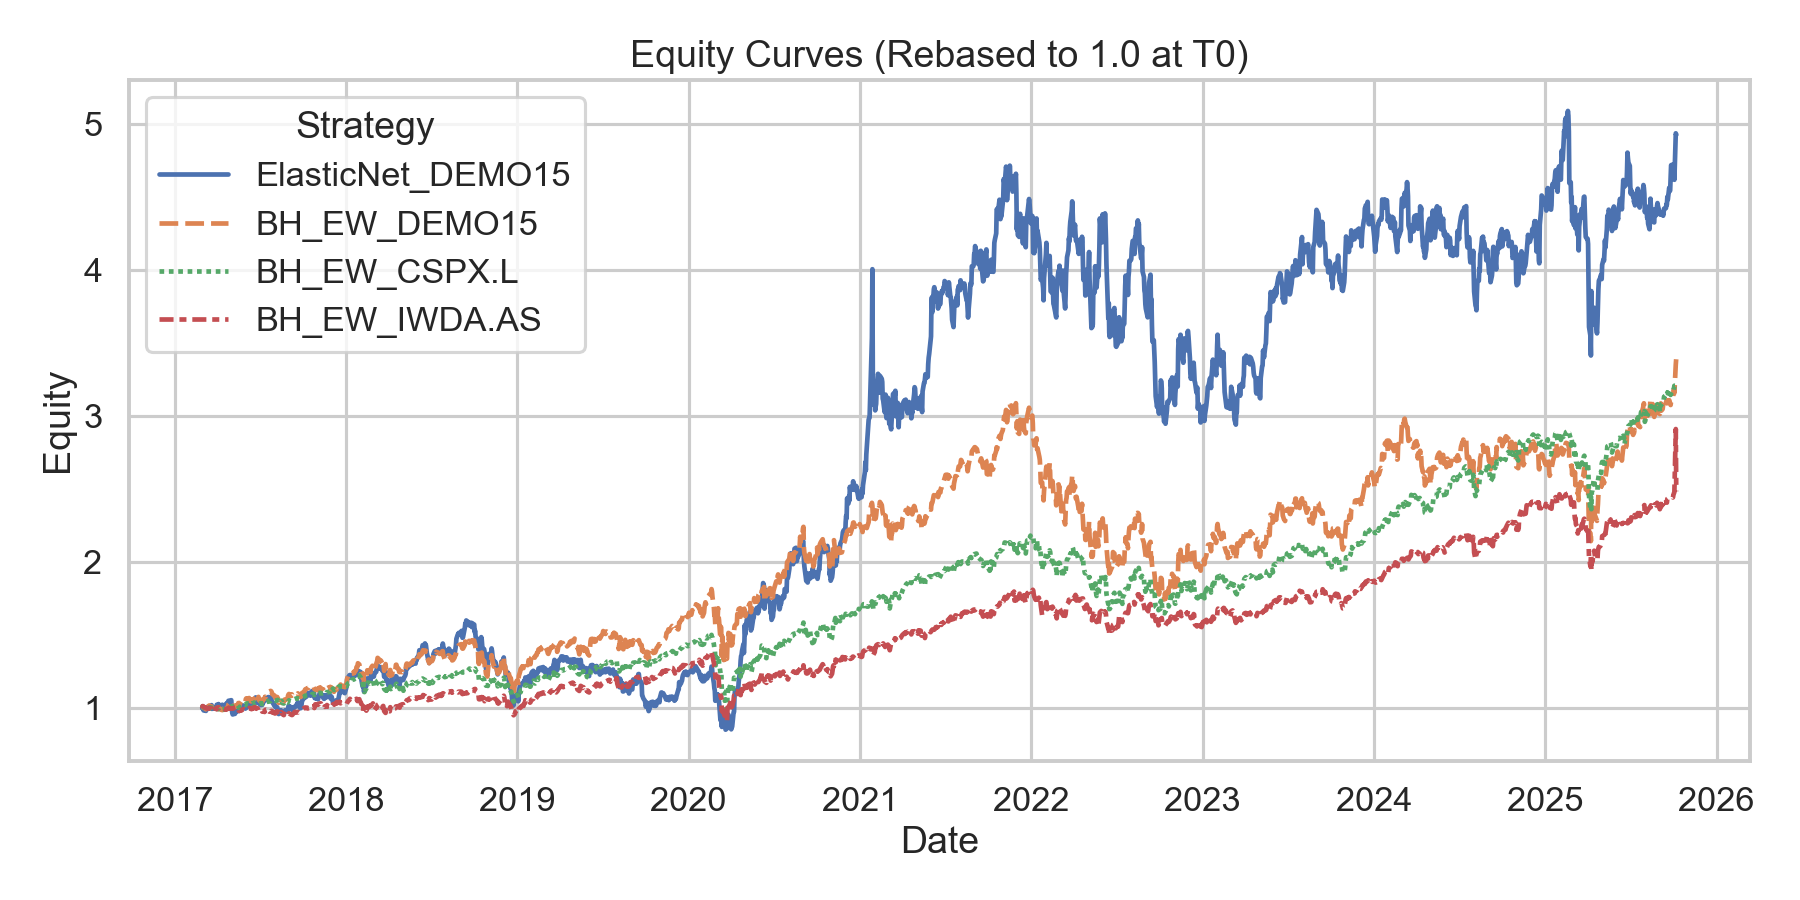 Equity Curves (Rebased to 1.0 at T0)
Strategy
ElasticNet_DEMO15
BH_EW_DEMO15
BH_EW_CSPX.L
BH_EW_IWDA.AS
Equity
5
4
3
2
1
2017 2018 2019 2020 2021 2022 2023 2024 2025 2026
Date